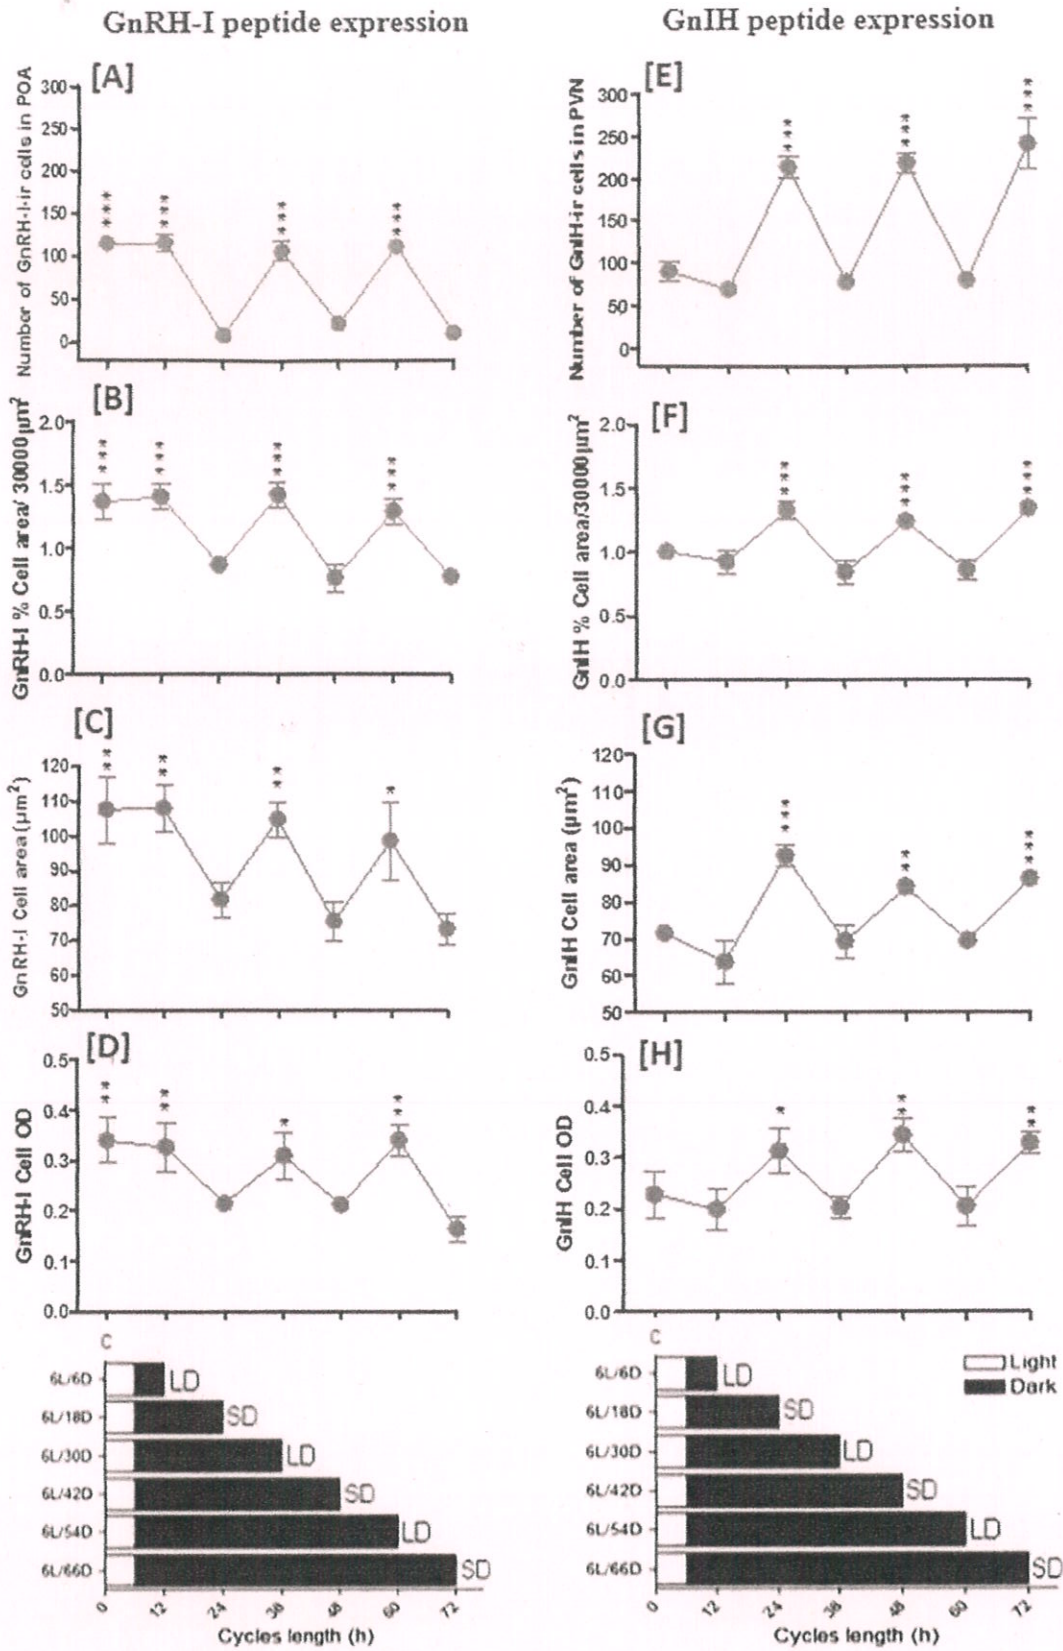 GnRH-I peptide expression
GnIH peptide expression
[A]
Number of GnRH-I-ir cells in POA
300
250
200
150
100
50
0
*** *** *** ***
[E]
Number of GnIH-ir cells in PVN
300
250
200
150
100
50
0
*** *** ***
[B]
GnRH-I % Cell area/ 30000µm²
2.0
1.5
1.0
0.5
0.0
*** *** *** ***
[F]
GnIH % Cell area/30000µm²
2.0
1.5
1.0
0.5
0.0
*** *** ***
[C]
GnRH-I Cell area (µm²)
120
110
100
90
80
70
60
50
** ** ** *
[G]
GnIH Cell area (µm²)
120
110
100
90
80
70
60
50
*** ** ***
[D]
GnRH-I Cell OD
0.5
0.4
0.3
0.2
0.1
0.0
** ** * **
[H]
GnIH Cell OD
0.5
0.4
0.3
0.2
0.1
0.0
* ** **
C
6L/6D LD
6L/18D SD
6L/30D LD
6L/42D SD
6L/54D LD
6L/66D SD
0 12 24 36 48 60 72
Cycles length (h)
C
6L/6D LD
6L/18D SD
6L/30D LD
6L/42D SD
6L/54D LD
6L/66D SD
0 12 24 36 48 60 72
Cycles length (h)
Light
Dark